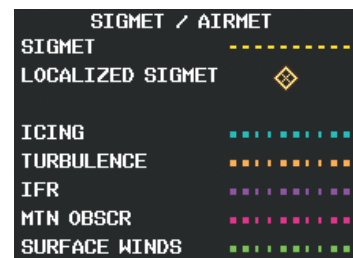 SIGMET / AIRMET
SIGMET
LOCALIZED SIGMET
ICING
TURBULENCE
IFR
MTN OBSCR
SURFACE WINDS